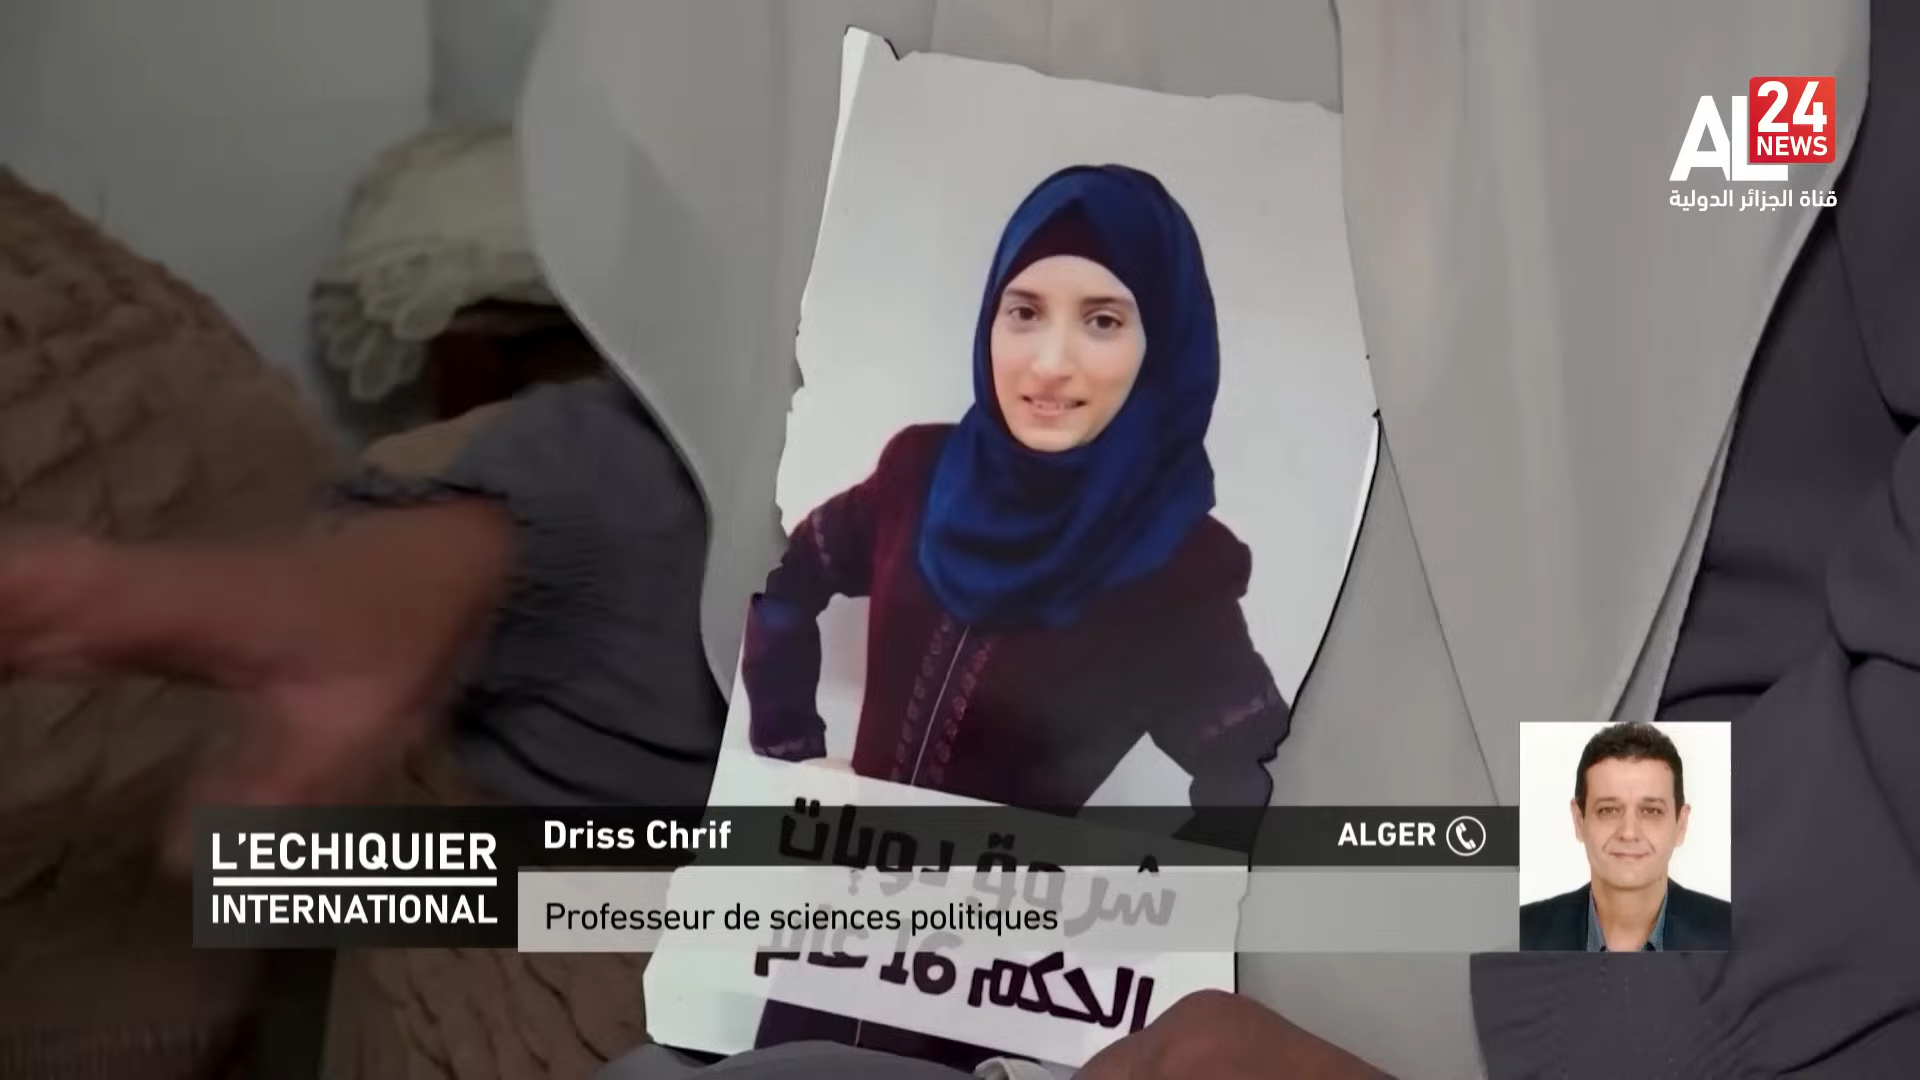 AL
24
NEWS
قناة الجزائر الدولية
شروق دويات
الحكم 16 عام
L'ECHIQUIER
INTERNATIONAL
Driss Chrif
ALGER
Professeur de sciences politiques